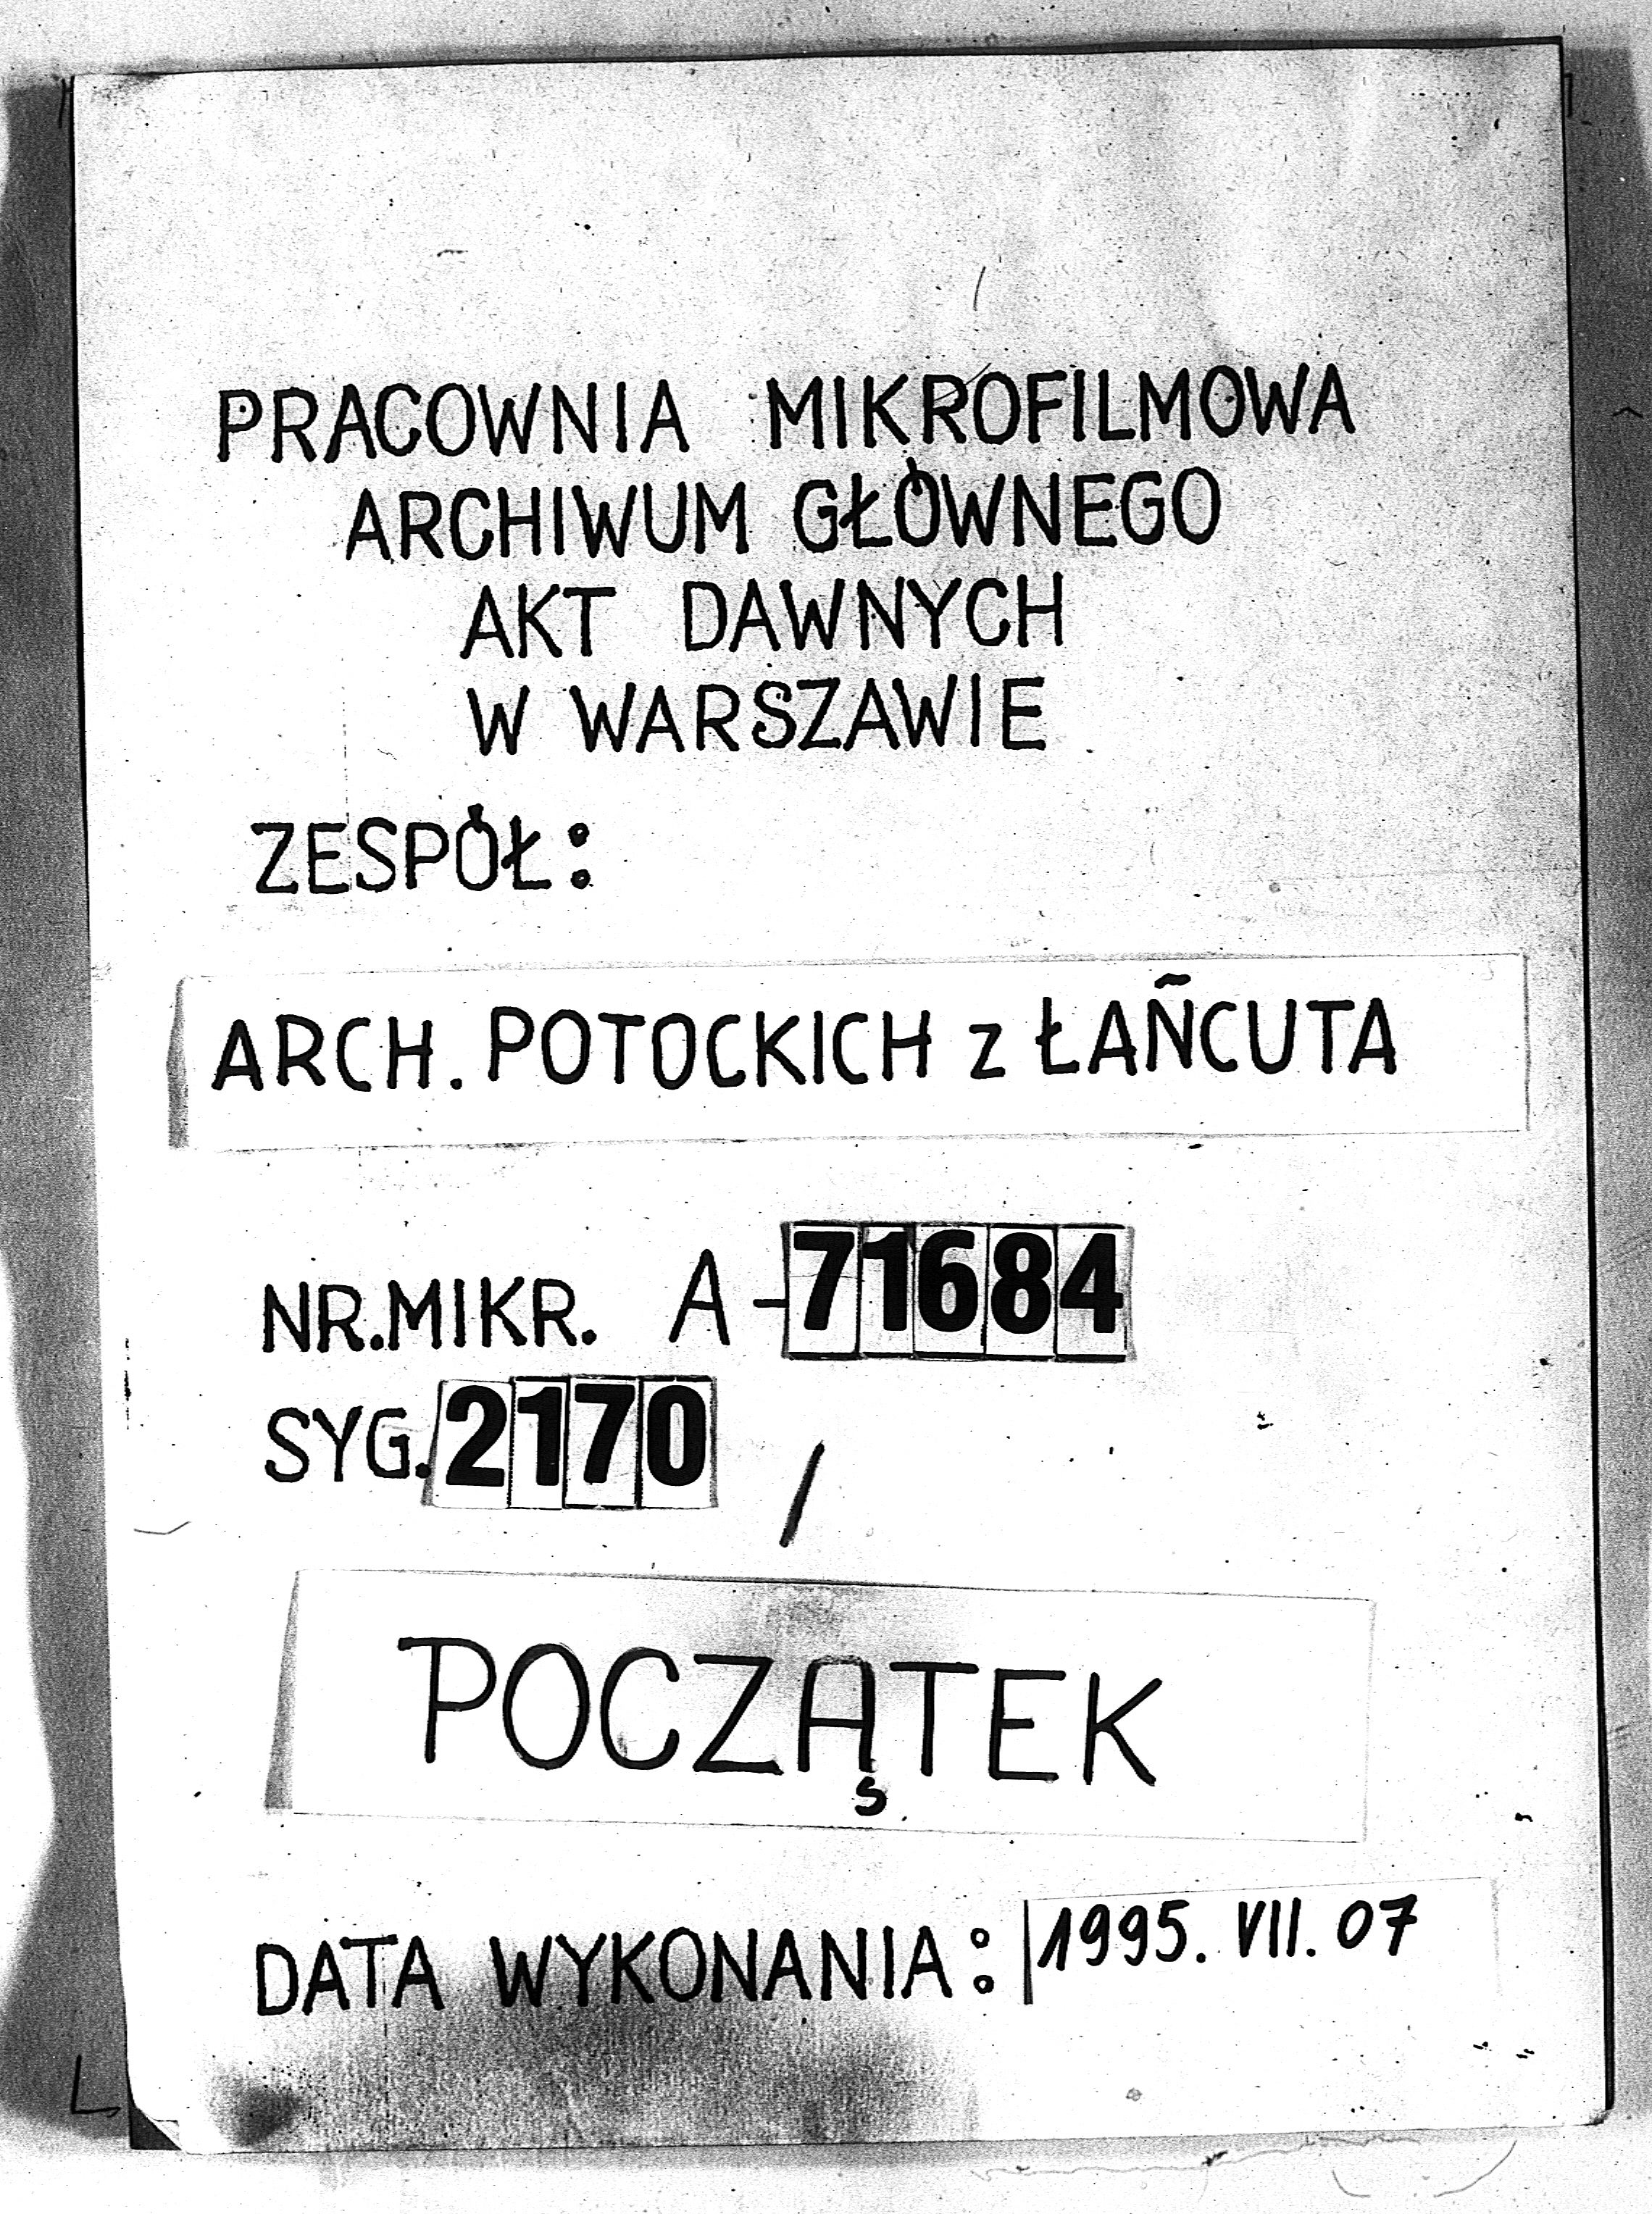 PRACOWNIA MIKROFILMOWA
ARCHIWUM GŁÓWNEGO
AKT DAWNYCH
W WARSZAWIE
ZESPÓŁ:
ARCH. POTOCKICH z ŁAŃCUTA
NR.MIKR. A-71684
SYG. 2170 /
POCZĄTEK
DATA WYKONANIA: 1995. VII. 07